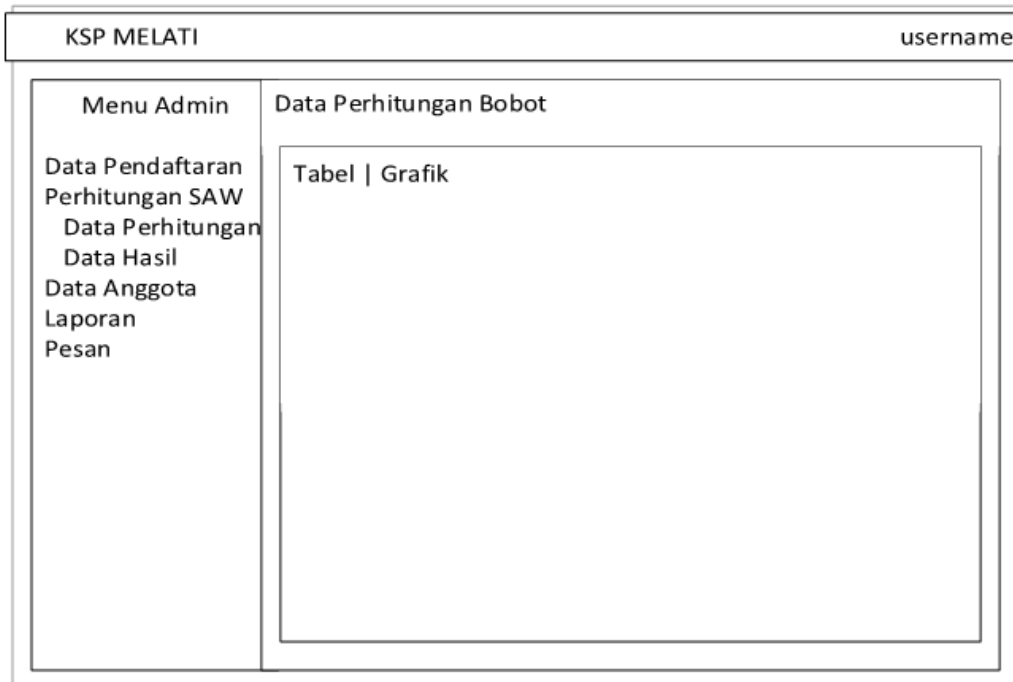 KSP MELATI username
Menu Admin
Data Pendaftaran
Perhitungan SAW
Data Perhitungan
Data Hasil
Data Anggota
Laporan
Pesan
Data Perhitungan Bobot
Tabel | Grafik